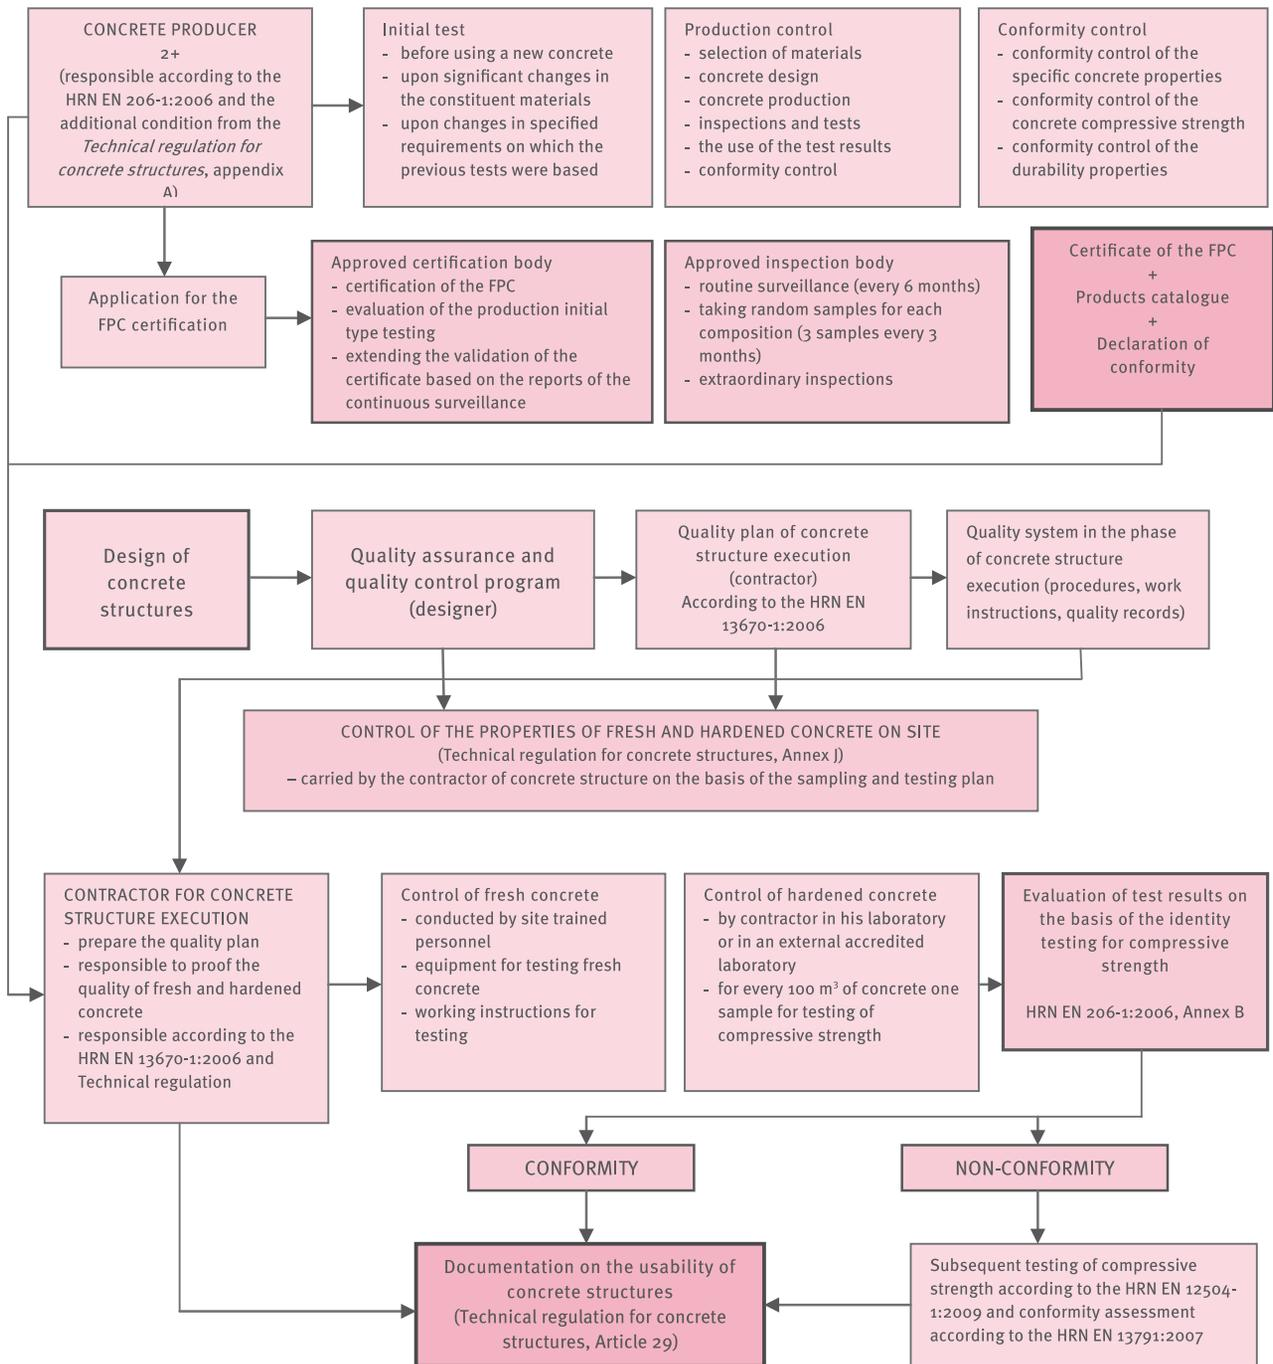 CONCRETE PRODUCER
2+
(responsible according to the
HRN EN 206-1:2006 and the
additional condition from the
Technical regulation for
concrete structures, appendix
A)
Initial test
- before using a new concrete
- upon significant changes in
the constituent materials
- upon changes in specified
requirements on which the
previous tests were based
Production control
- selection of materials
- concrete design
- concrete production
- inspections and tests
- the use of the test results
- conformity control
Conformity control
- conformity control of the
specific concrete properties
- conformity control of the
concrete compressive strength
- conformity control of the
durability properties
Application for the
FPC certification
Approved certification body
- certification of the FPC
- evaluation of the production initial
type testing
- extending the validation of the
certificate based on the reports of the
continuous surveillance
Approved inspection body
- routine surveillance (every 6 months)
- taking random samples for each
composition (3 samples every 3
months)
- extraordinary inspections
Certificate of the FPC
+
Products catalogue
+
Declaration of
conformity
Design of
concrete
structures
Quality assurance and
quality control program
(designer)
Quality plan of concrete
structure execution
(contractor)
According to the HRN EN
13670-1:2006
Quality system in the phase
of concrete structure
execution (procedures, work
instructions, quality records)
CONTROL OF THE PROPERTIES OF FRESH AND HARDENED CONCRETE ON SITE
(Technical regulation for concrete structures, Annex J)
– carried by the contractor of concrete structure on the basis of the sampling and testing plan
CONTRACTOR FOR CONCRETE
STRUCTURE EXECUTION
- prepare the quality plan
- responsible to proof the
quality of fresh and hardened
concrete
- responsible according to the
HRN EN 13670-1:2006 and
Technical regulation
Control of fresh concrete
- conducted by site trained
personnel
- equipment for testing fresh
concrete
- working instructions for
testing
Control of hardened concrete
- by contractor in his laboratory
or in an external accredited
laboratory
- for every 100 m³ of concrete one
sample for testing of
compressive strength
Evaluation of test results on
the basis of the identity
testing for compressive
strength
HRN EN 206-1:2006, Annex B
CONFORMITY
NON-CONFORMITY
Documentation on the usability of
concrete structures
(Technical regulation for concrete
structures, Article 29)
Subsequent testing of compressive
strength according to the HRN EN 12504-
1:2009 and conformity assessment
according to the HRN EN 13791:2007